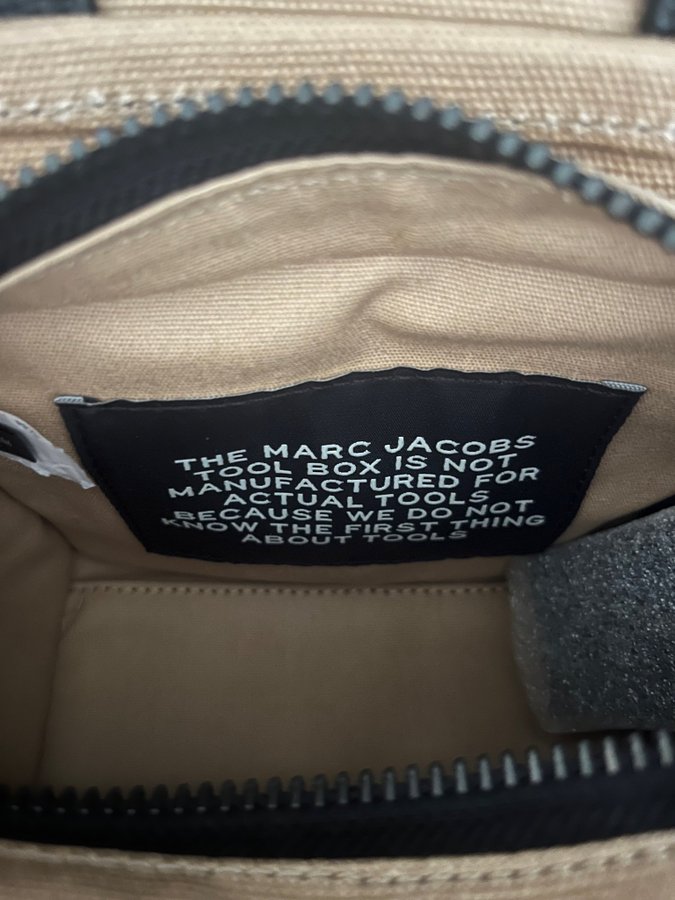 THE MARC JACOBS
TOOL BOX IS NOT
MANUFACTURED FOR
ACTUAL TOOLS
BECAUSE WE DO NOT
KNOW THE FIRST THING
ABOUT TOOLS